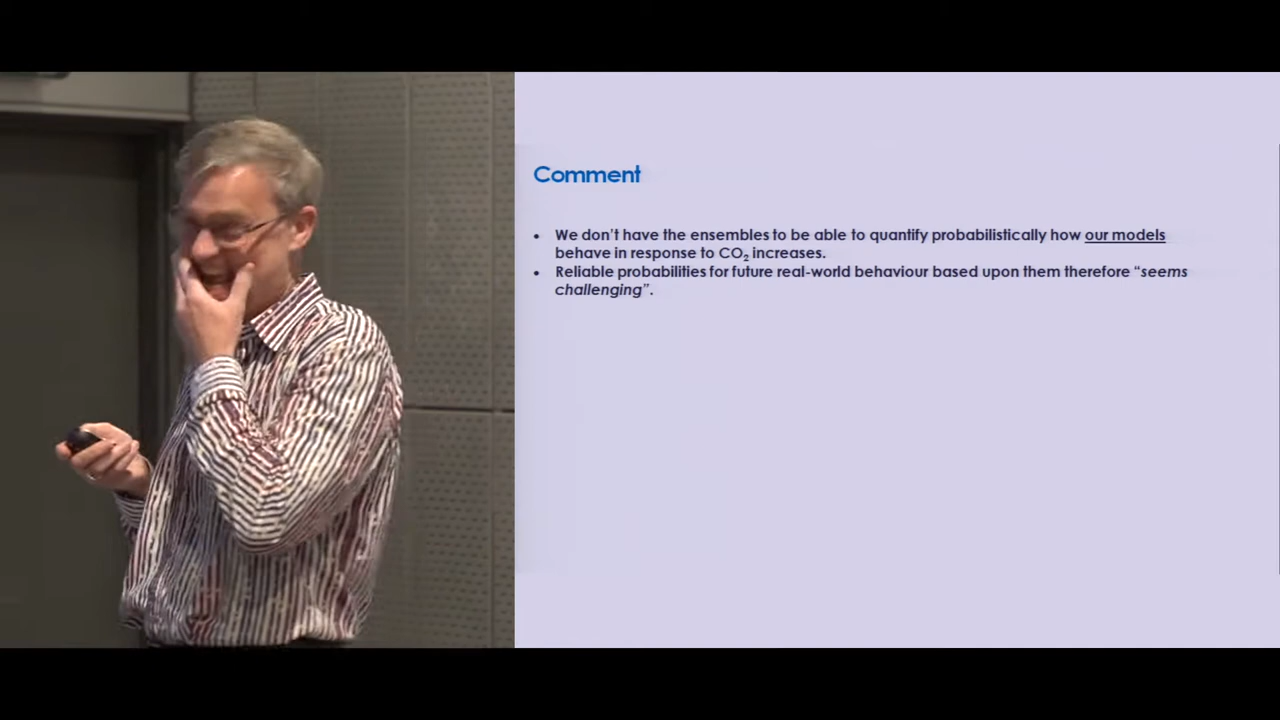 Comment
• We don't have the ensembles to be able to quantify probabilistically how our models
behave in response to CO₂ increases.
• Reliable probabilities for future real-world behaviour based upon them therefore "seems
challenging".